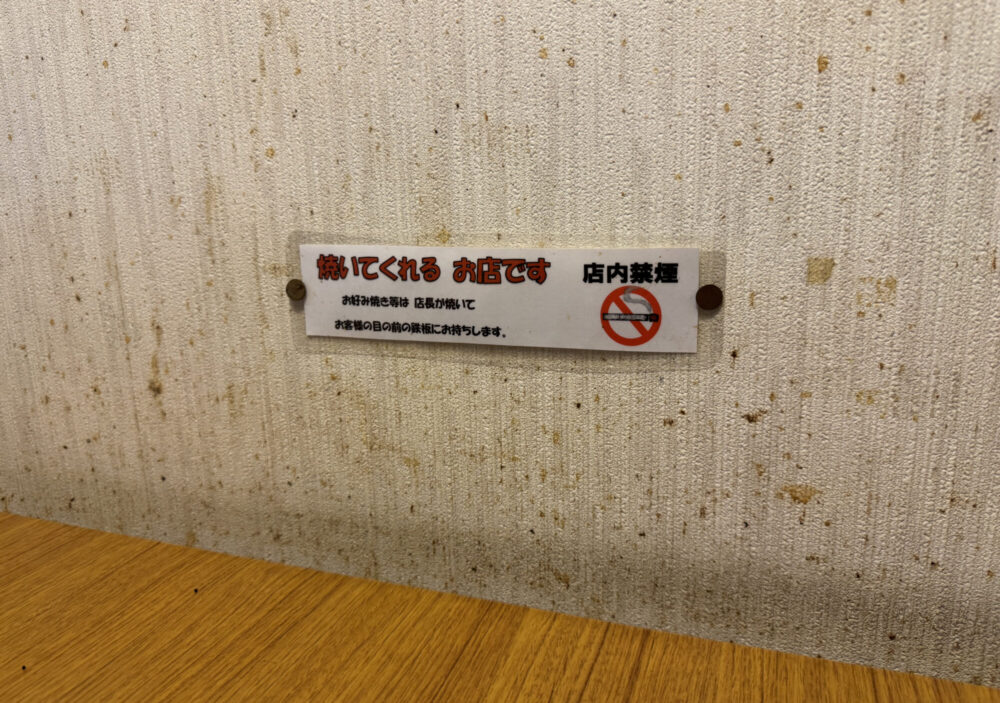 焼いてくれる お店です
お好み焼き等は 店長が焼いて
お客様の目の前の鉄板にお持ちします。
店内禁煙